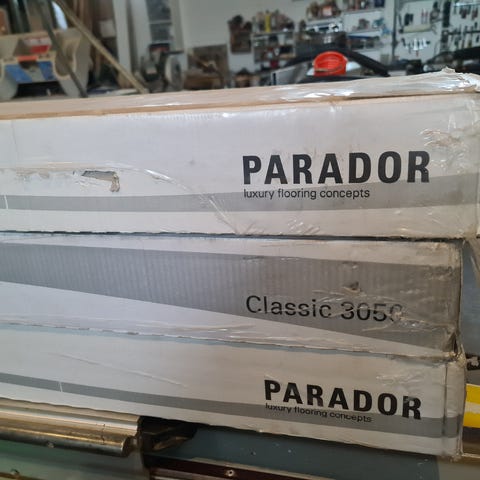 PARADOR
luxury flooring concepts
Classic 3050
PARADOR
luxury flooring concepts